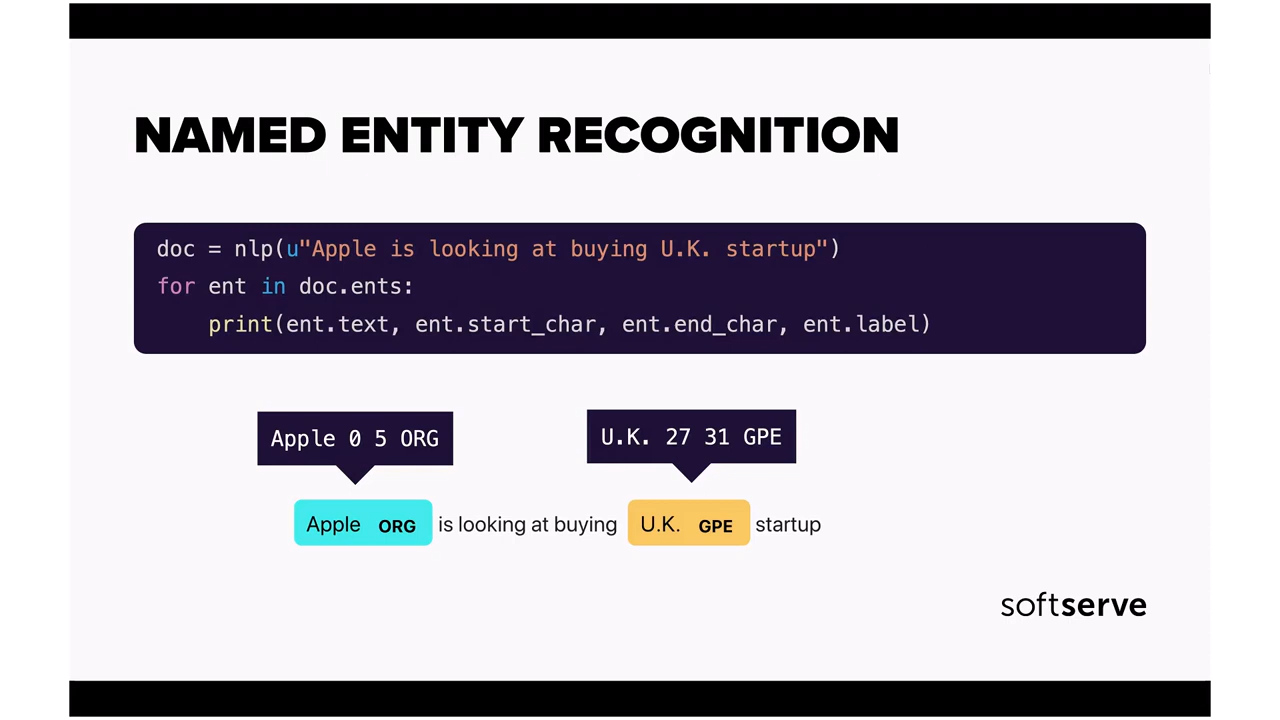 NAMED ENTITY RECOGNITION
doc = nlp(u"Apple is looking at buying U.K. startup")
for ent in doc.ents:
    print(ent.text, ent.start_char, ent.end_char, ent.label)
Apple 0 5 ORG
U.K. 27 31 GPE
Apple ORG is looking at buying U.K. GPE startup
softserve